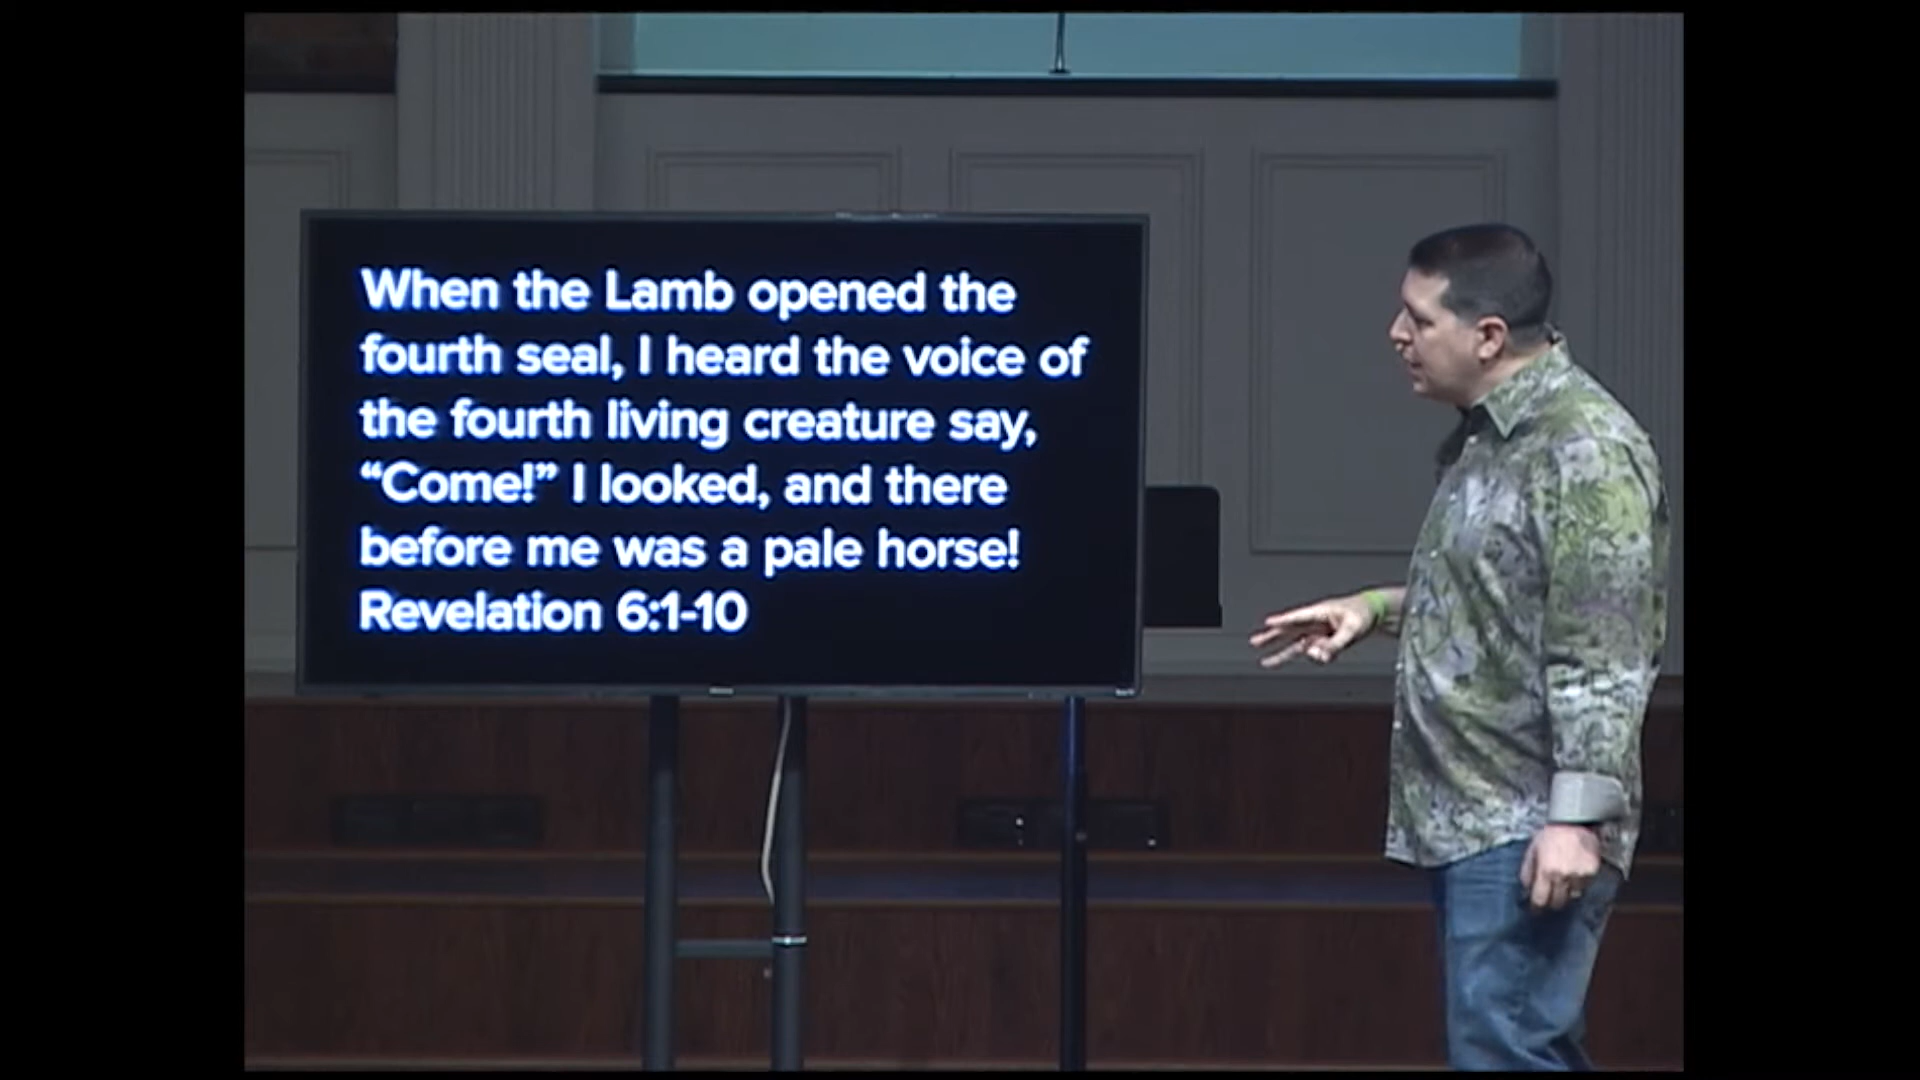 When the Lamb opened the
fourth seal, I heard the voice of
the fourth living creature say,
“Come!” I looked, and there
before me was a pale horse!
Revelation 6:1-10